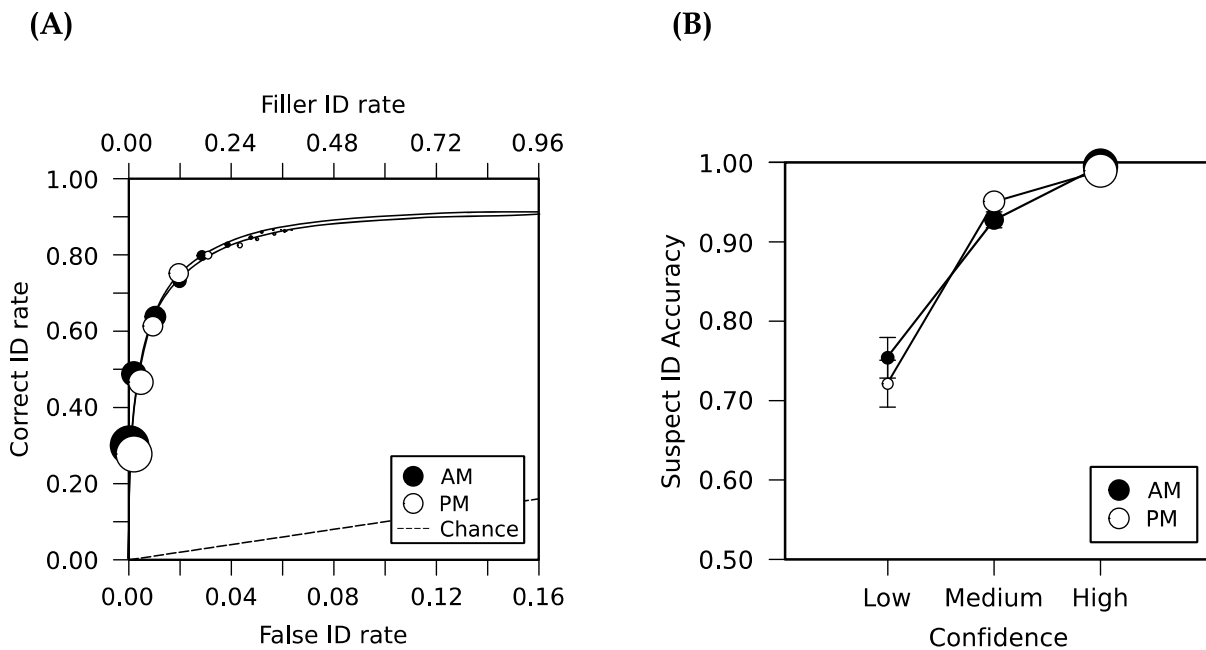 (A)
Filler ID rate
0.00 0.24 0.48 0.72 0.96
1.00
0.80
0.60
0.40
0.20
0.00
Correct ID rate
0.00 0.04 0.08 0.12 0.16
False ID rate
AM
PM
Chance
(B)
1.00
0.90
0.80
0.70
0.60
0.50
Suspect ID Accuracy
Low Medium High
Confidence
AM
PM